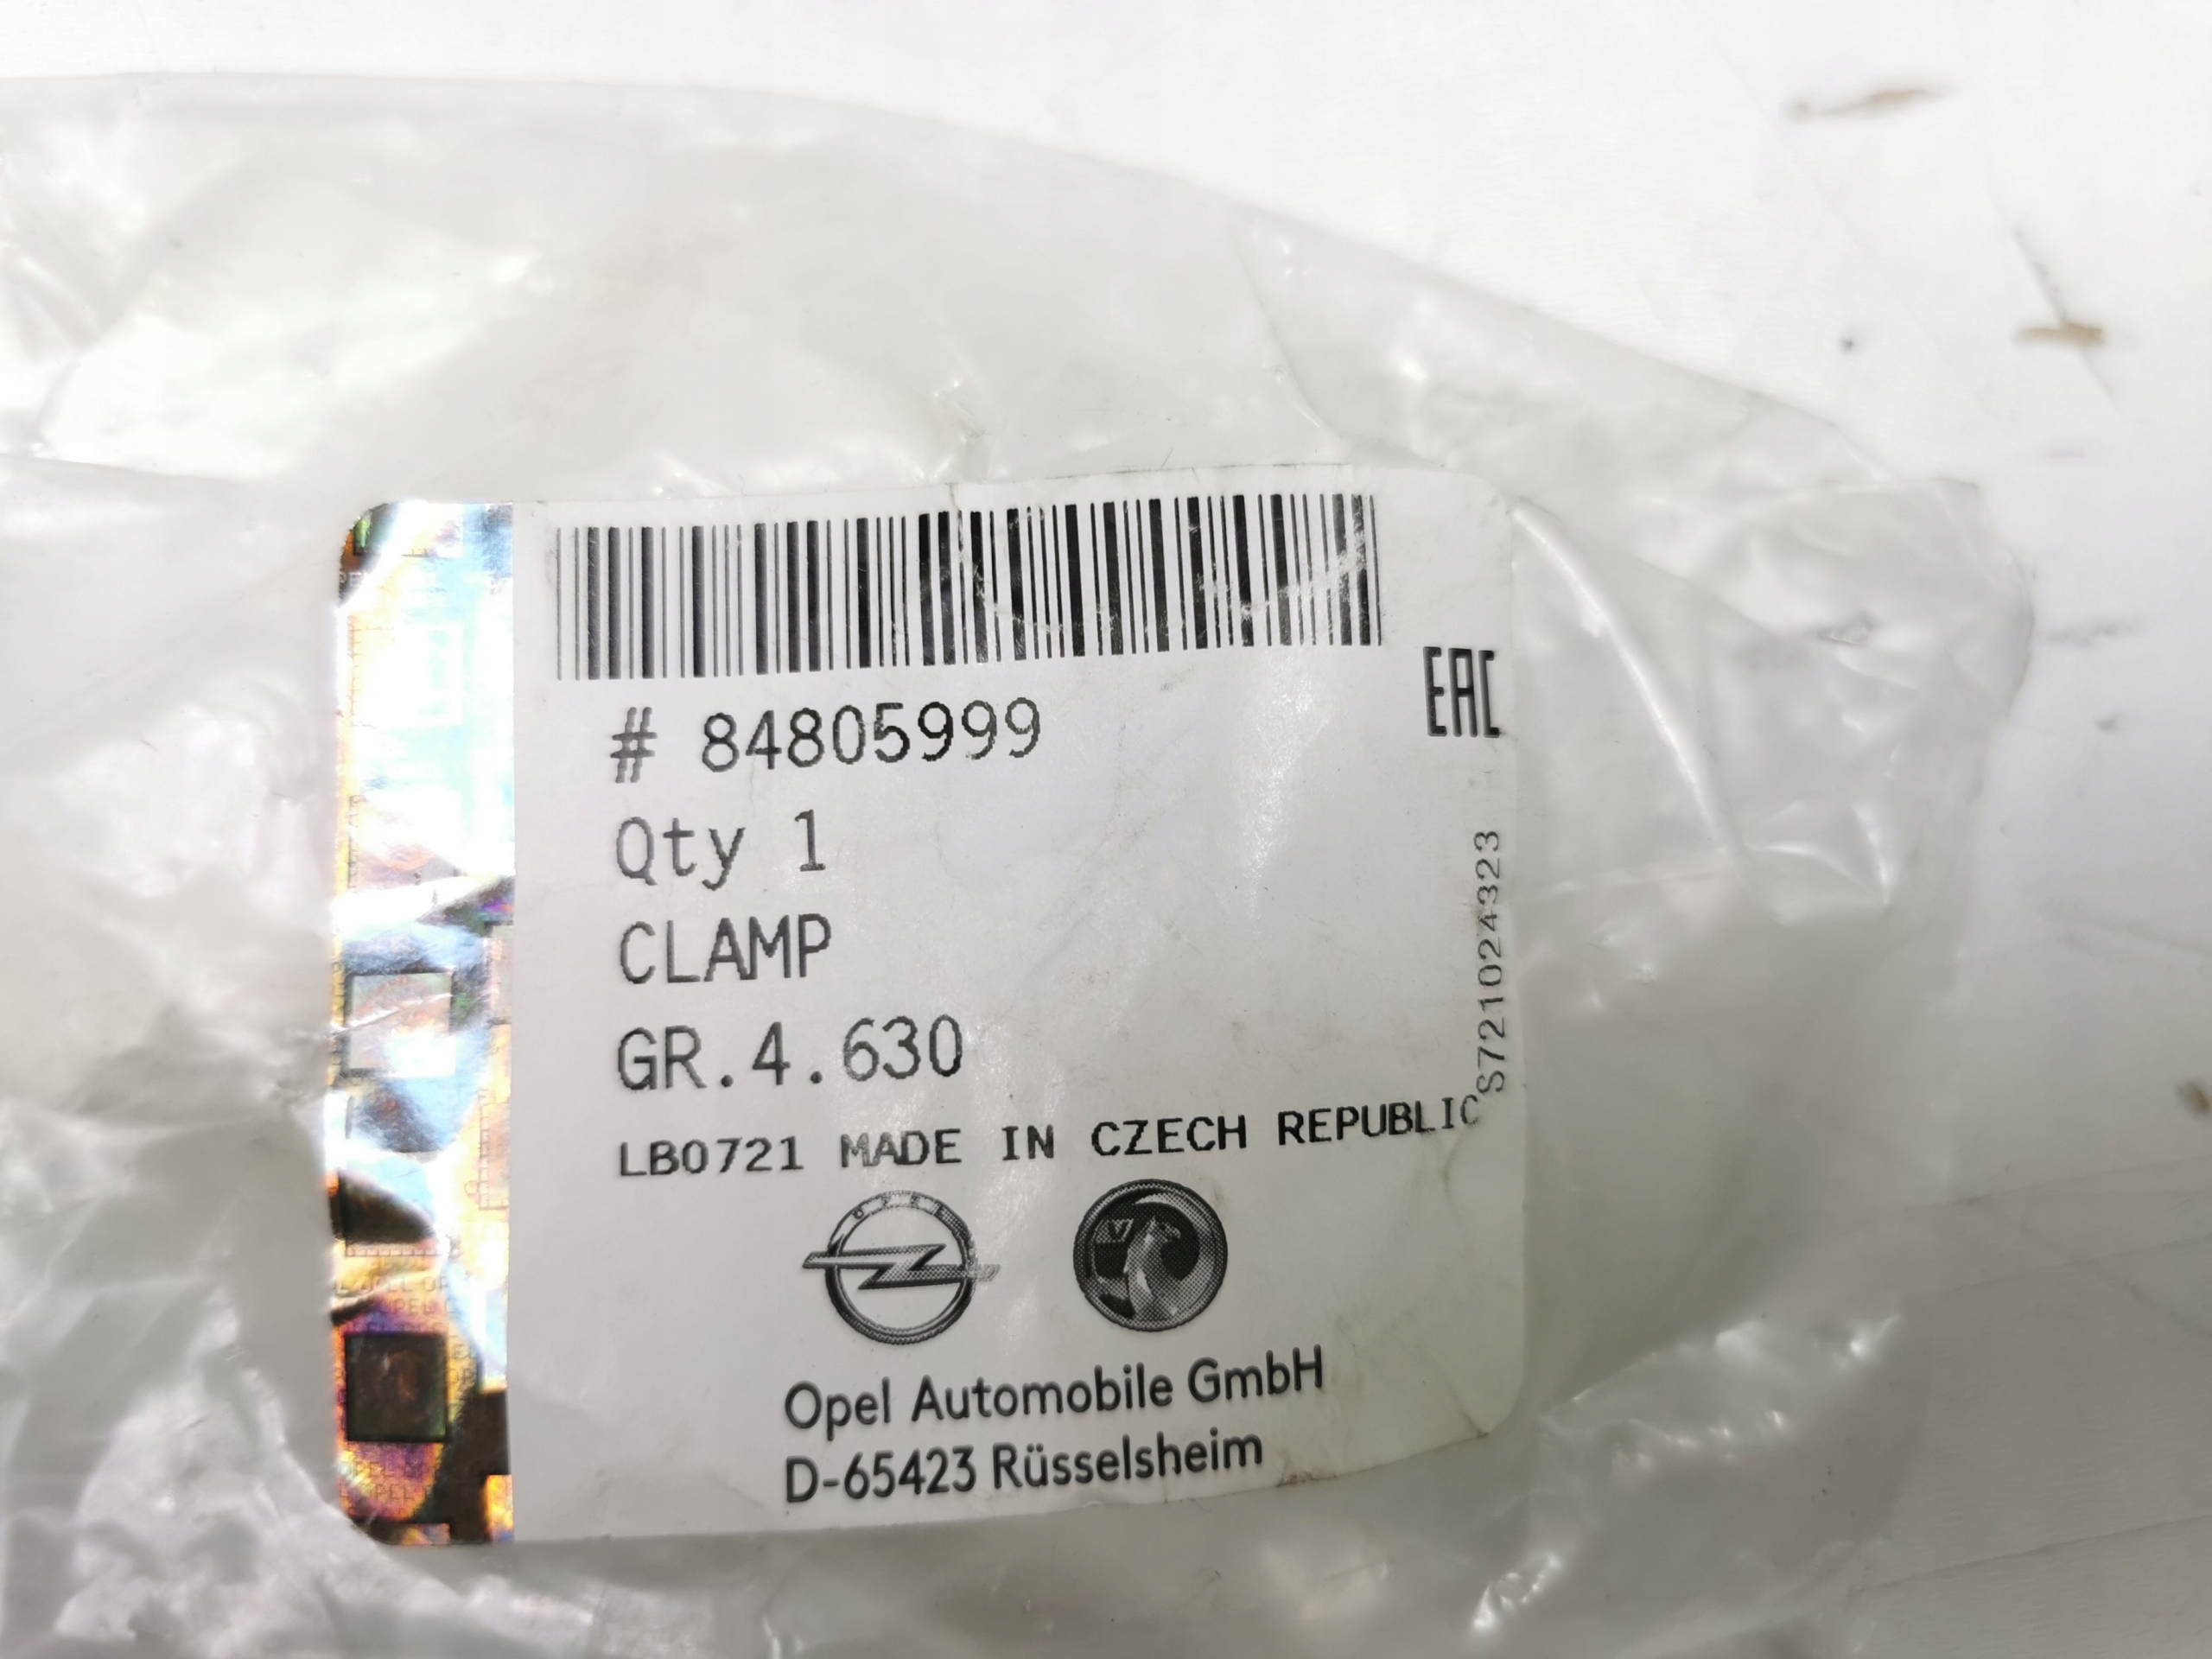 # 84805999
EAC
Qty 1
CLAMP
GR.4.630
S721024323
LB0721 MADE IN CZECH REPUBLIC
OPEL
V
Opel Automobile GmbH
D-65423 Rüsselsheim